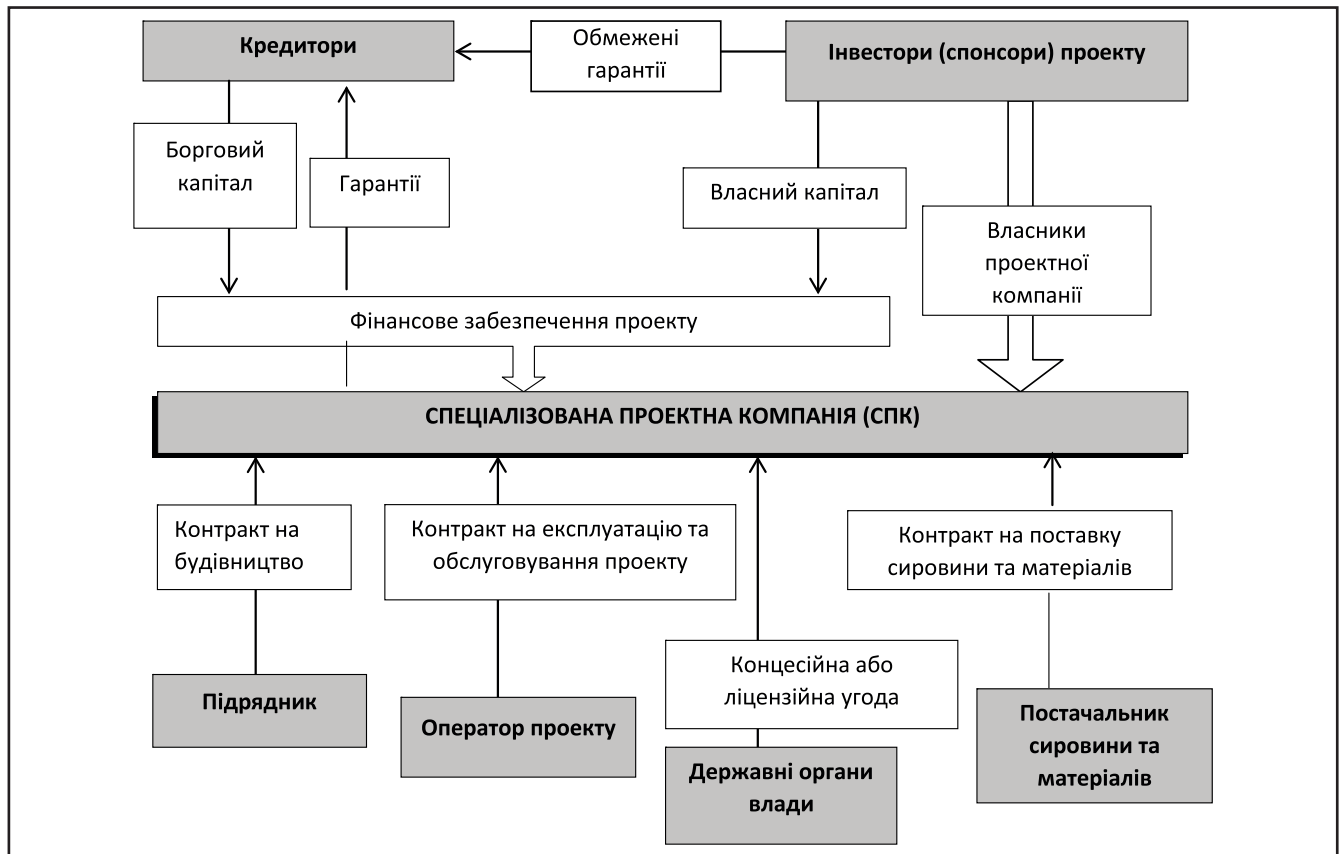 Кредитори
Обмежені
гарантії
Інвестори (спонсори) проекту
Борговий
капітал
Гарантії
Власний капітал
Власники
проектної
компанії
Фінансове забезпечення проекту
СПЕЦІАЛІЗОВАНА ПРОЕКТНА КОМПАНІЯ (СПК)
Контракт на
будівництво
Контракт на експлуатацію та
обслуговування проекту
Контракт на поставку
сировини та матеріалів
Концесійна або
ліцензійна угода
Підрядник
Оператор проекту
Державні органи
влади
Постачальник
сировини та
матеріалів